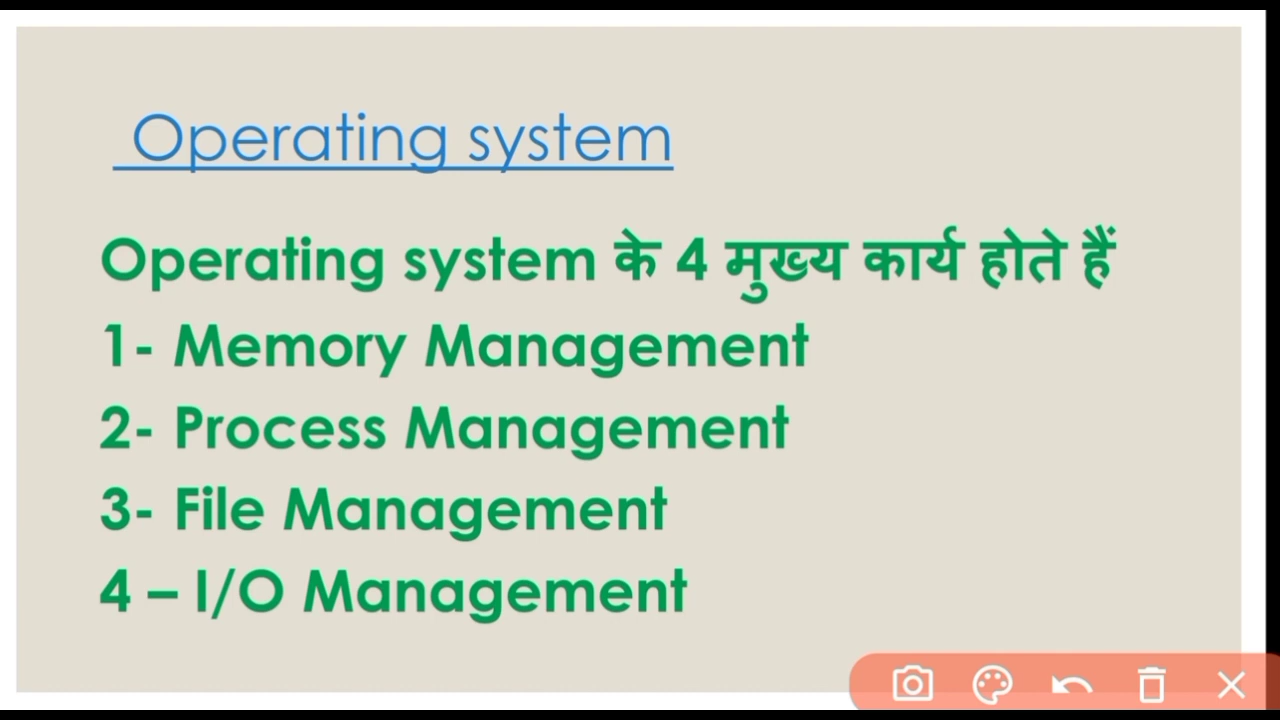 Operating system
Operating system के 4 मुख्य कार्य होते हैं
1- Memory Management
2- Process Management
3- File Management
4 – I/O Management